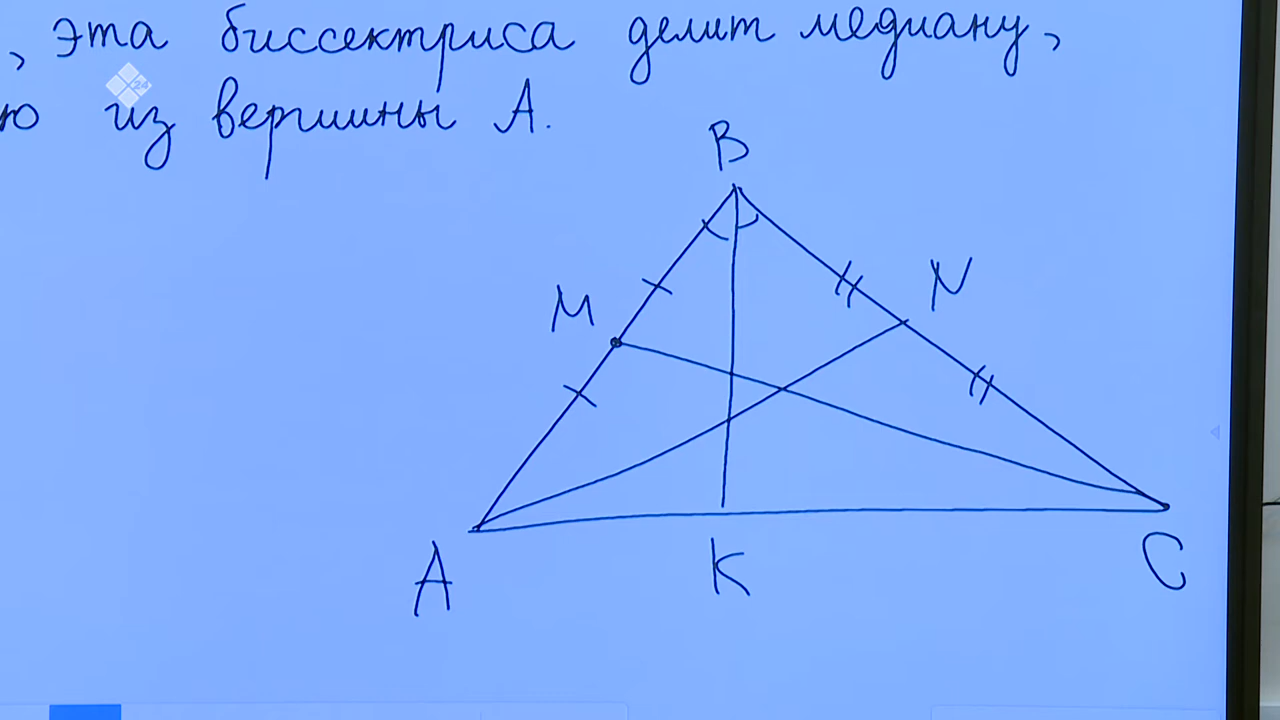 , эта биссектриса делит медиану,
ю из вершины А.
В
М
N
А
К
С